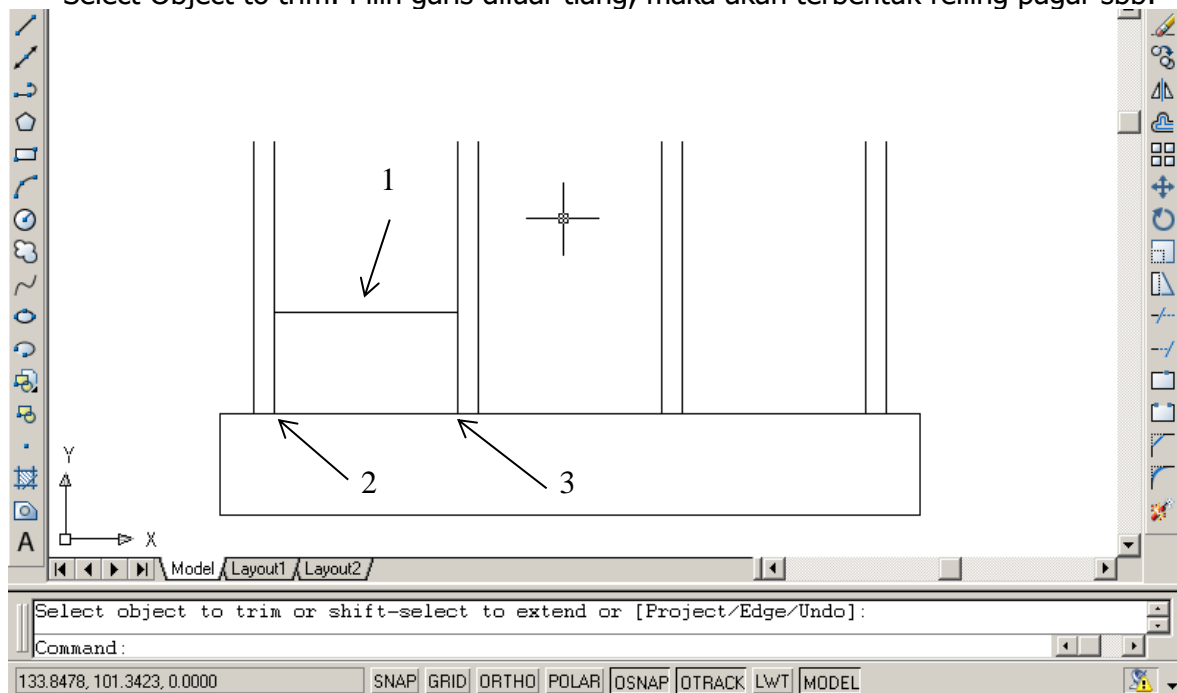 Select Object to trim: Pilih garis diluar tiang, maka akan terbentuk relling pagar sbb:
1
2
3
Y
X
A
Model
Layout1
Layout2
Select object to trim or shift-select to extend or [Project/Edge/Undo]:
Command:
133.8478, 101.3423, 0.0000
SNAP GRID ORTHO POLAR OSNAP OTRACK LWT MODEL